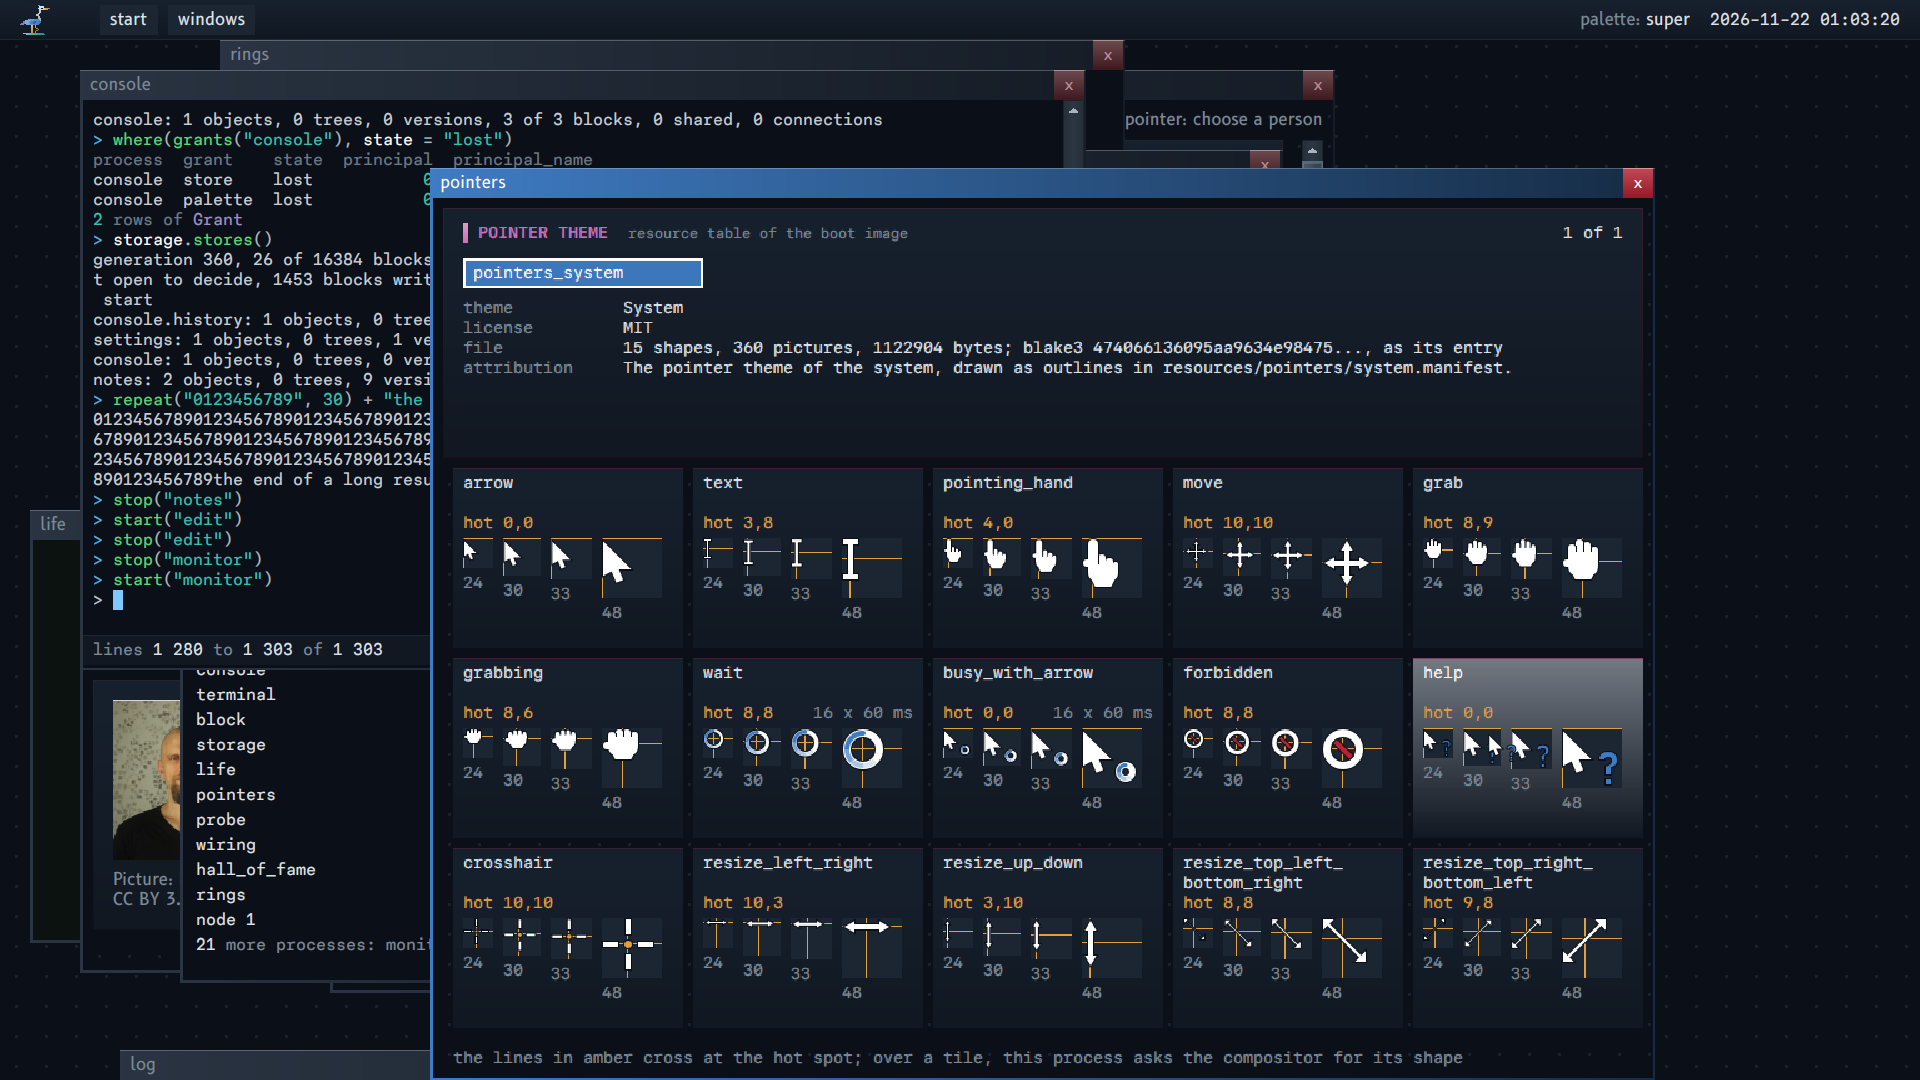 start
windows
palette: super
2026-11-22 01:03:20
rings
x
console
x
x
pointer: choose a person
x
console: 1 objects, 0 trees, 0 versions, 3 of 3 blocks, 0 shared, 0 connections
> where(grants("console"), state = "lost")
process grant state principal principal_name
console store lost 0
console palette lost 0
2 rows of Grant
> storage.stores()
generation 360, 26 of 16384 blocks
t open to decide, 1453 blocks writ
start
console.history: 1 objects, 0 tree
settings: 1 objects, 0 trees, 1 ve
console: 1 objects, 0 trees, 0 ver
notes: 2 objects, 0 trees, 9 versi
> repeat("0123456789", 30) + "the
0123456789012345678901234567890123
6789012345678901234567890123456789
2345678901234567890123456789012345
890123456789the end of a long resu
> stop("notes")
> start("edit")
> stop("edit")
> stop("monitor")
> start("monitor")
>
lines 1 280 to 1 303 of 1 303
life
Picture:
CC BY 3.
console
terminal
block
storage
life
pointers
probe
wiring
hall_of_fame
rings
node 1
21 more processes: monit
log
pointers
x
POINTER THEME resource table of the boot image
1 of 1
pointers_system
theme System
license MIT
file 15 shapes, 360 pictures, 1122904 bytes; blake3 474066136095aa9634e98475..., as its entry
attribution The pointer theme of the system, drawn as outlines in resources/pointers/system.manifest.
arrow
hot 0,0
24 30 33 48
text
hot 3,8
24 30 33 48
pointing_hand
hot 4,0
24 30 33 48
move
hot 10,10
24 30 33 48
grab
hot 8,9
24 30 33 48
grabbing
hot 8,6
24 30 33 48
wait
hot 8,8 16 x 60 ms
24 30 33 48
busy_with_arrow
hot 0,0 16 x 60 ms
24 30 33 48
forbidden
hot 8,8
24 30 33 48
help
hot 0,0
24 30 33 48
crosshair
hot 10,10
24 30 33 48
resize_left_right
hot 10,3
24 30 33 48
resize_up_down
hot 3,10
24 30 33 48
resize_top_left_
bottom_right
hot 8,8
24 30 33 48
resize_top_right_
bottom_left
hot 9,8
24 30 33 48
the lines in amber cross at the hot spot; over a tile, this process asks the compositor for its shape